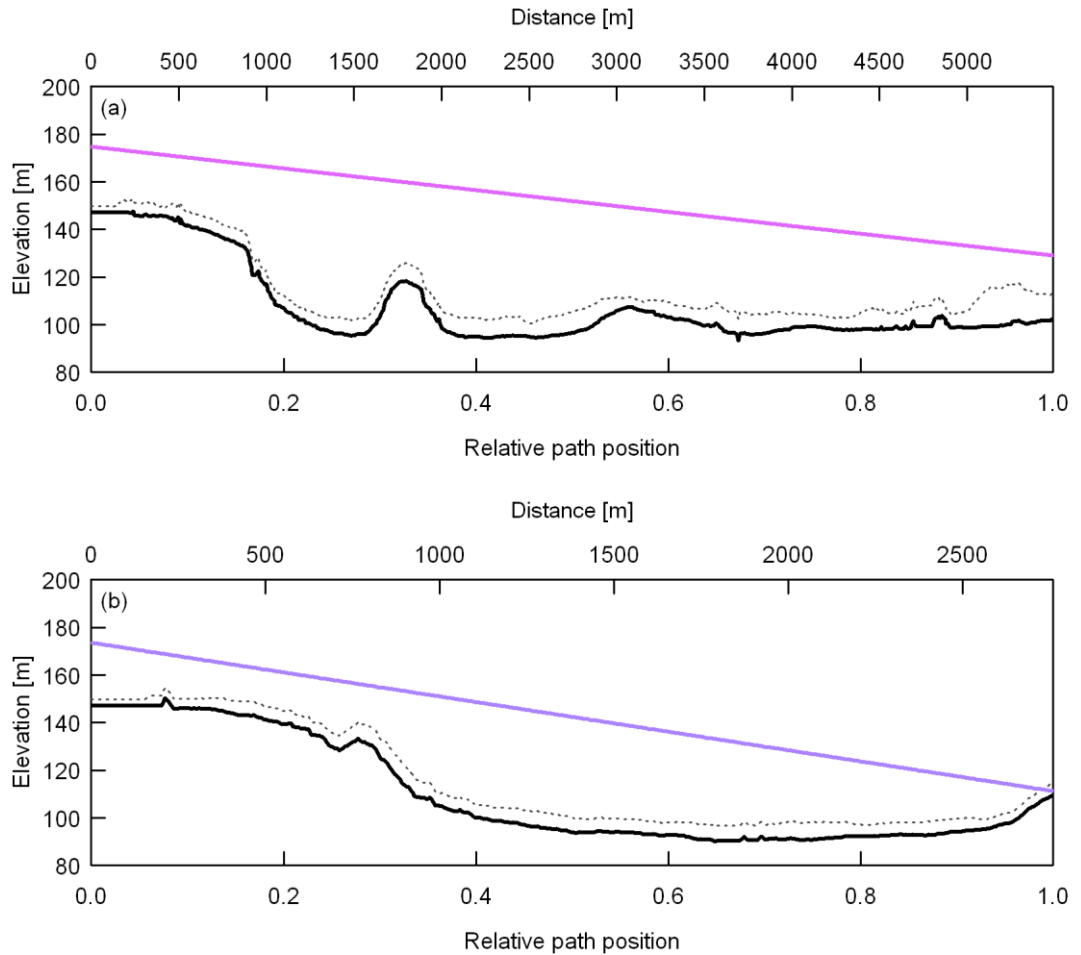 Distance [m]
0 500 1000 1500 2000 2500 3000 3500 4000 4500 5000
(a)
Elevation [m]
200
180
160
140
120
100
80
0.0 0.2 0.4 0.6 0.8 1.0
Relative path position
Distance [m]
0 500 1000 1500 2000 2500
(b)
Elevation [m]
200
180
160
140
120
100
80
0.0 0.2 0.4 0.6 0.8 1.0
Relative path position